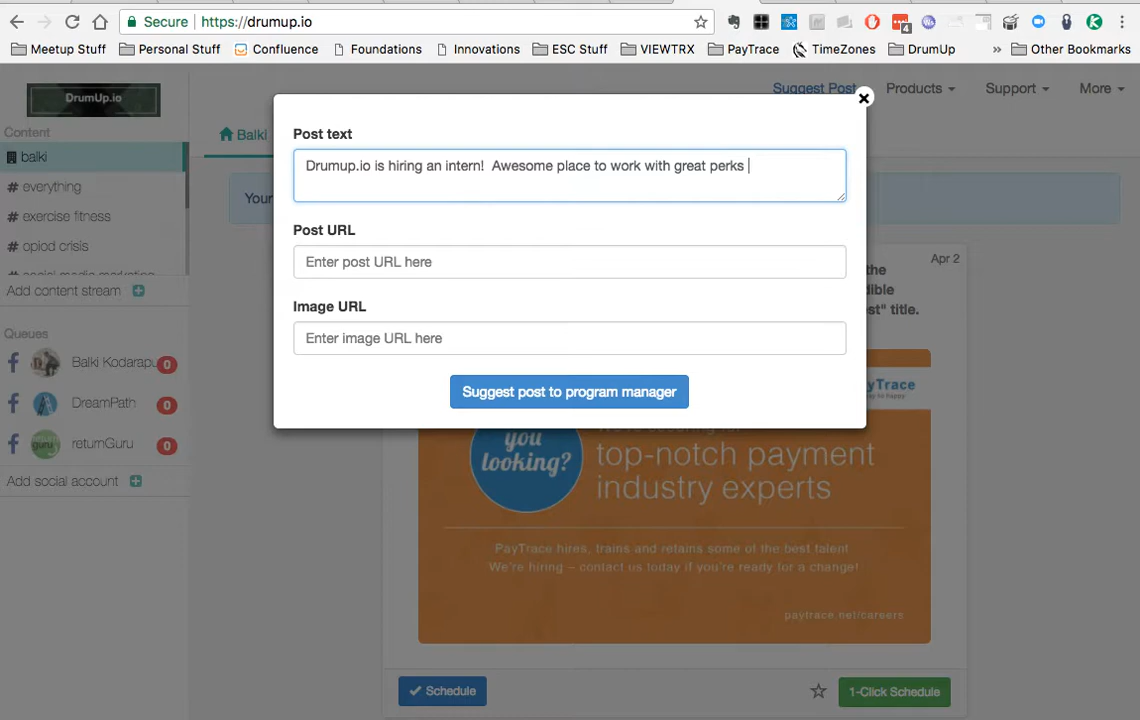 Secure
https://drumup.io
4
Meetup Stuff
Personal Stuff
Confluence
Foundations
Innovations
ESC Stuff
VIEWTRX
PayTrace
TimeZones
DrumUp
»
Other Bookmarks
DrumUp.io
Suggest Post
Products
Support
More
Content
balki
# everything
# exercise fitness
# opiod crisis
# social media marketing
Add content stream
Queues
Balki Kodarapu
0
DreamPath
0
returnGuru
0
Add social account
Balki
Your
Post text
Drumup.io is hiring an intern!  Awesome place to work with great perks
Post URL
Enter post URL here
Image URL
Enter image URL here
Suggest post to program manager
Apr 2
the
dible
est" title.
PayTrace
you
looking?
top-notch payment
industry experts
PayTrace hires, trains and retains some of the best talent
We're hiring – contact us today if you're ready for a change!
paytrace.net/careers
Schedule
1-Click Schedule